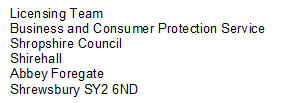 Licensing Team
Business and Consumer Protection Service
Shropshire Council
Shirehall
Abbey Foregate
Shrewsbury SY2 6ND